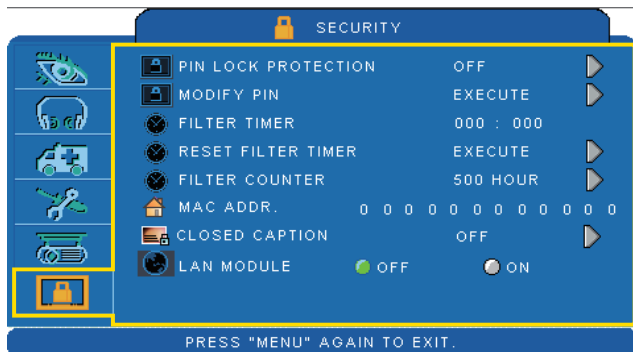 SECURITY
PIN LOCK PROTECTION OFF
MODIFY PIN EXECUTE
FILTER TIMER 000 : 000
RESET FILTER TIMER EXECUTE
FILTER COUNTER 500 HOUR
MAC ADDR. 0 0 0 0 0 0 0 0 0 0 0 0
CLOSED CAPTION OFF
LAN MODULE OFF ON
PRESS "MENU" AGAIN TO EXIT.